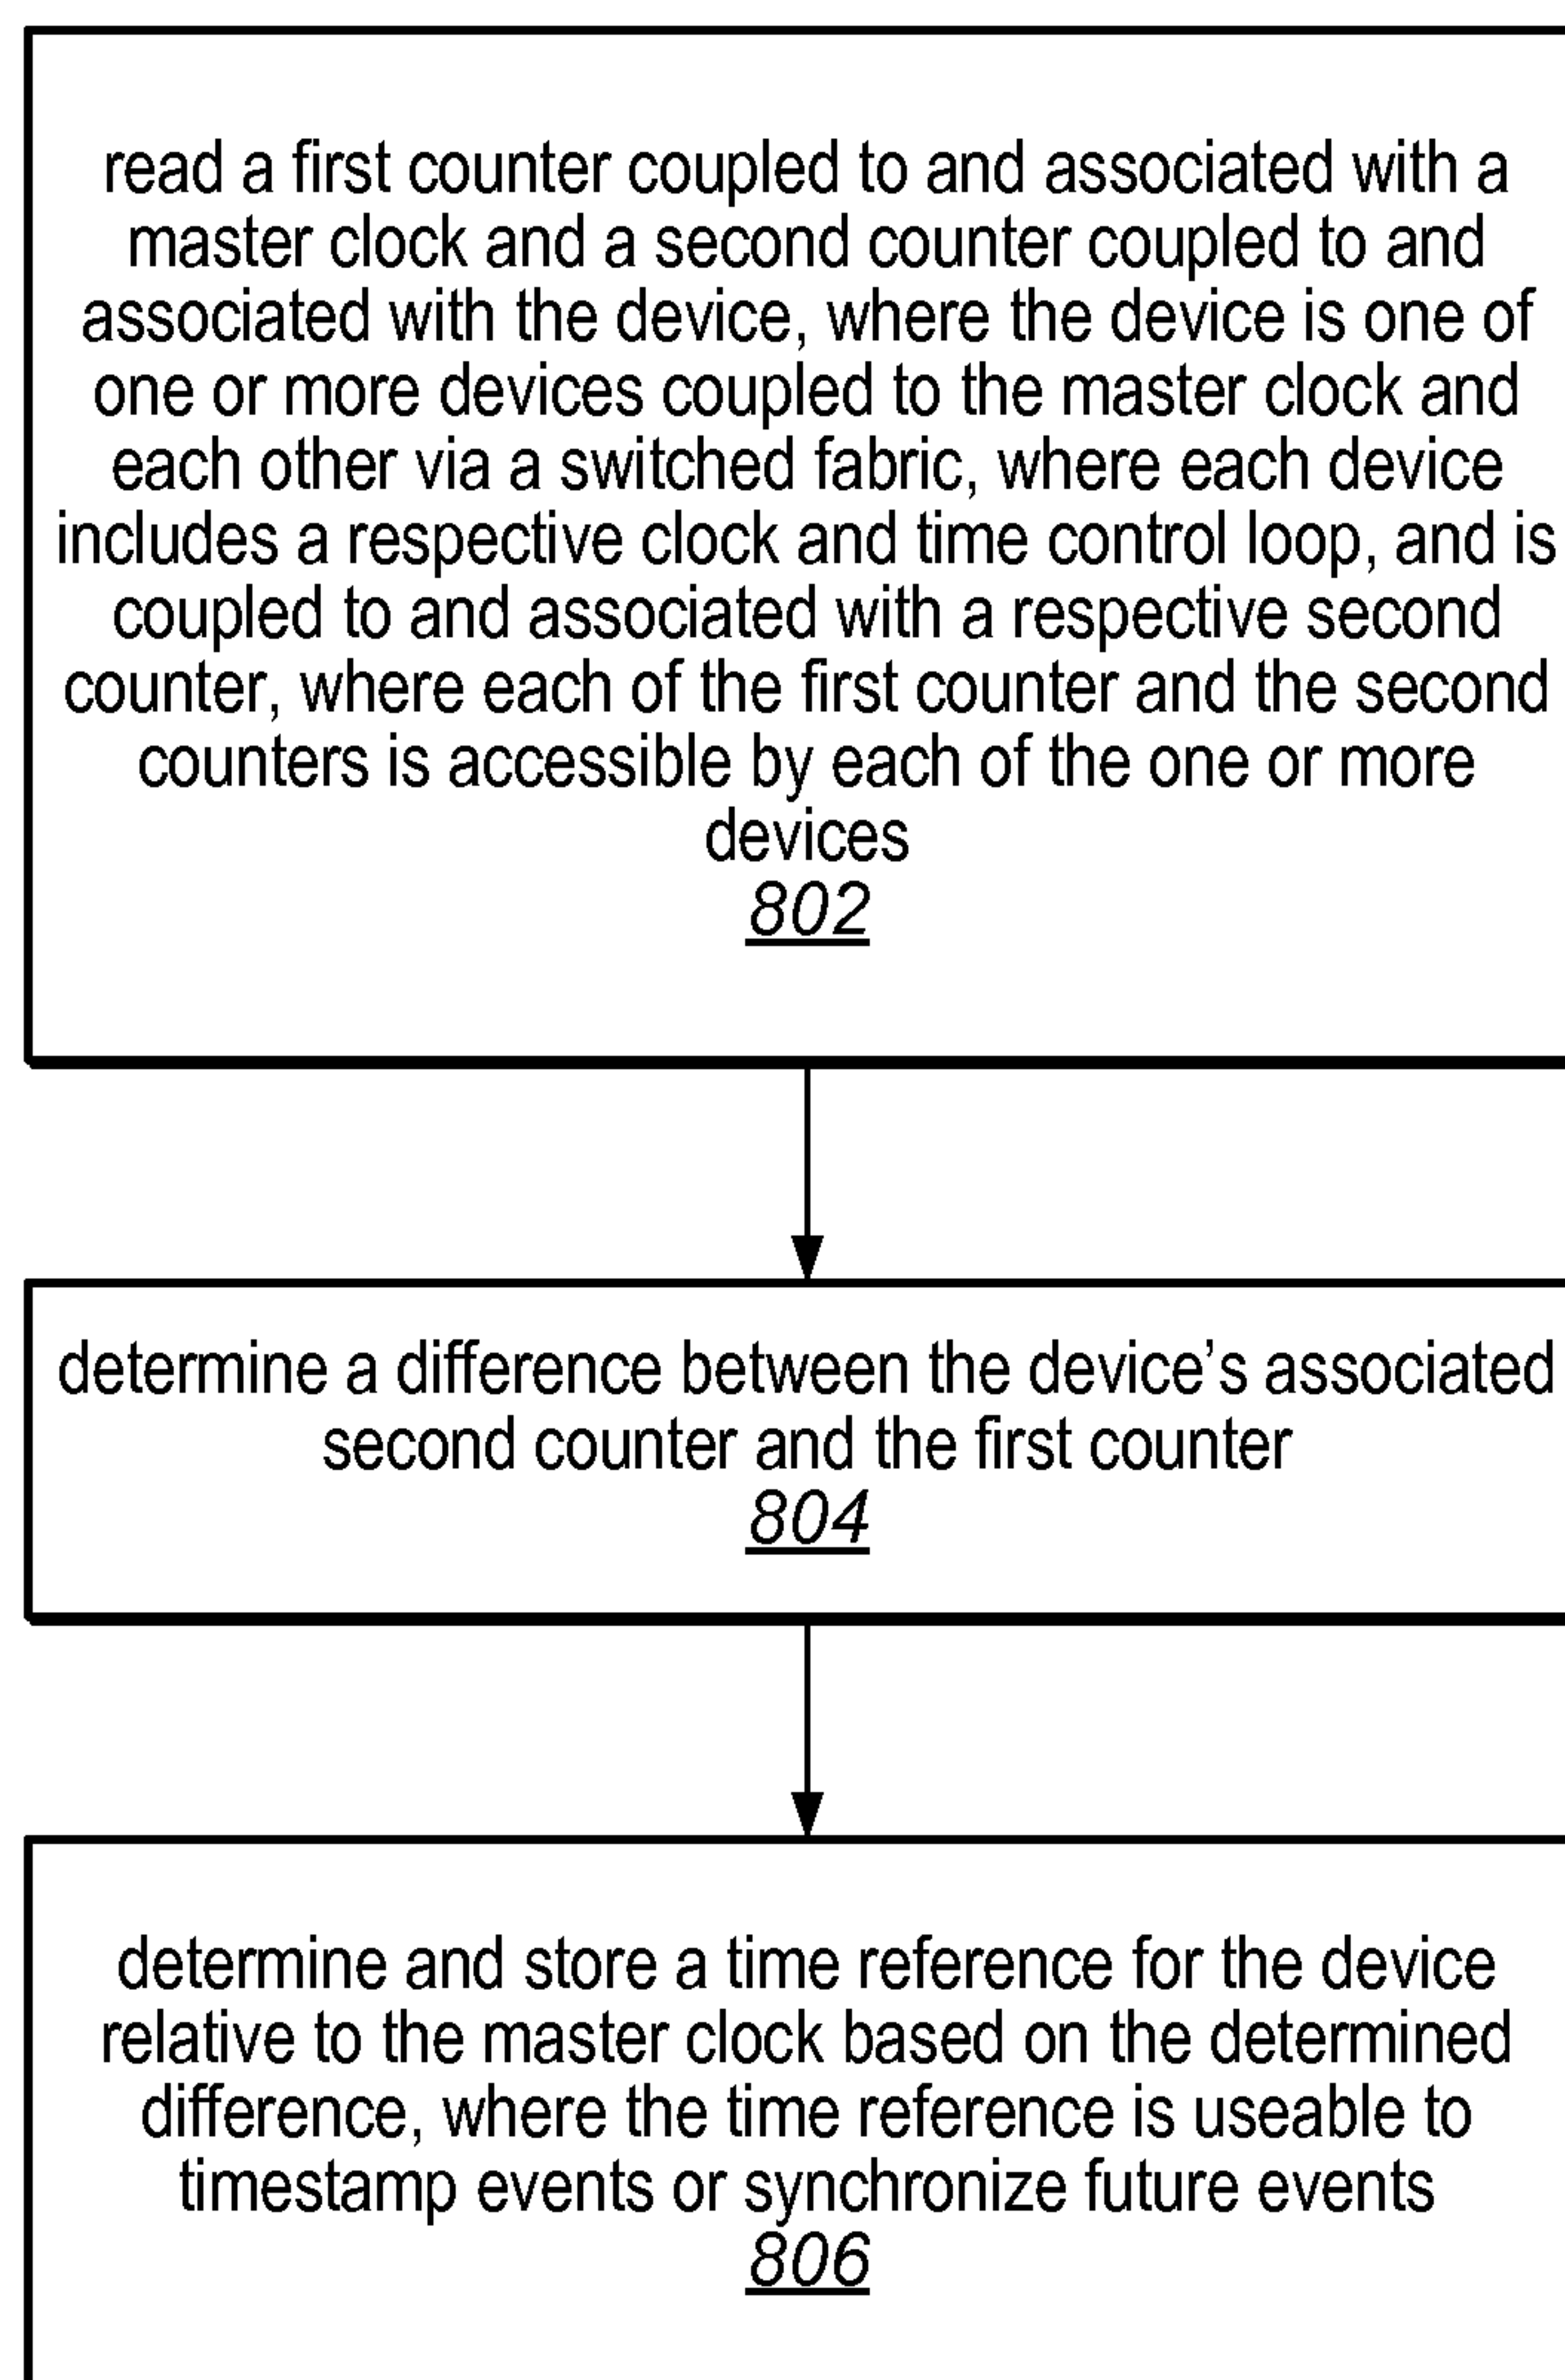 read a first counter coupled to and associated with a
master clock and a second counter coupled to and
associated with the device, where the device is one of
one or more devices coupled to the master clock and
each other via a switched fabric, where each device
includes a respective clock and time control loop, and is
coupled to and associated with a respective second
counter, where each of the first counter and the second
counters is accessible by each of the one or more
devices
802
determine a difference between the device’s associated
second counter and the first counter
804
determine and store a time reference for the device
relative to the master clock based on the determined
difference, where the time reference is useable to
timestamp events or synchronize future events
806